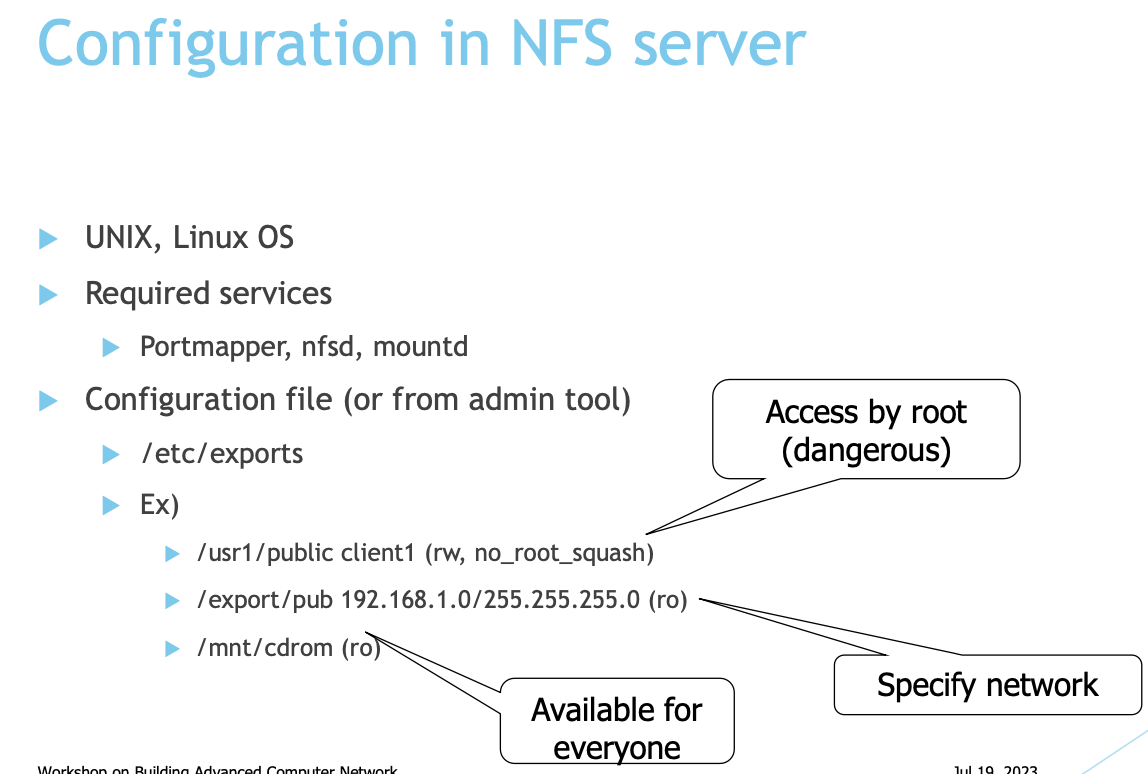 Configuration in NFS server
UNIX, Linux OS
Required services
Portmapper, nfsd, mountd
Configuration file (or from admin tool)
/etc/exports
Ex)
/usr1/public client1 (rw, no_root_squash)
/export/pub 192.168.1.0/255.255.255.0 (ro)
/mnt/cdrom (ro)
Access by root
(dangerous)
Specify network
Available for
everyone
Workshop on Building Advanced Computer Network
Jul 19, 2023